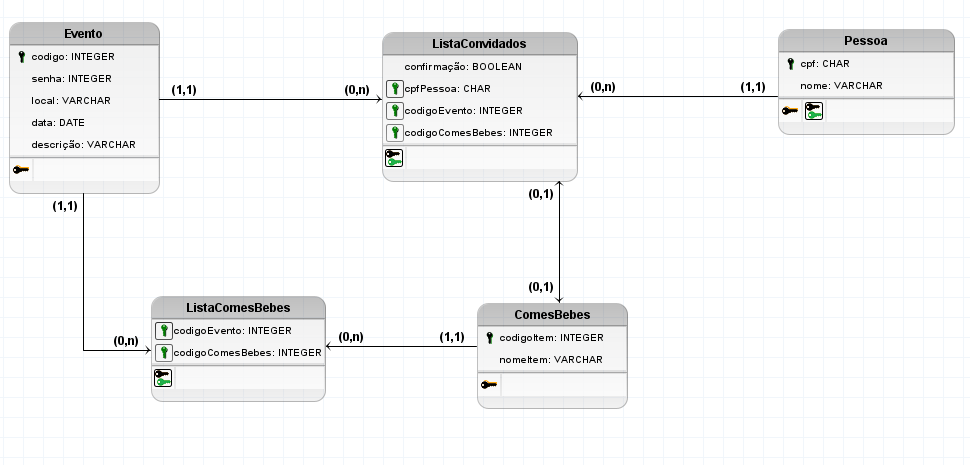 Evento
codigo: INTEGER
senha: INTEGER
local: VARCHAR
data: DATE
descrição: VARCHAR
(1,1)
(0,n)
ListaConvidados
confirmação: BOOLEAN
cpfPessoa: CHAR
codigoEvento: INTEGER
codigoComesBebes: INTEGER
(0,n)
(1,1)
Pessoa
cpf: CHAR
nome: VARCHAR
(1,1)
(0,1)
(0,1)
(0,n)
ListaComesBebes
codigoEvento: INTEGER
codigoComesBebes: INTEGER
(0,n)
(1,1)
ComesBebes
codigoItem: INTEGER
nomeItem: VARCHAR